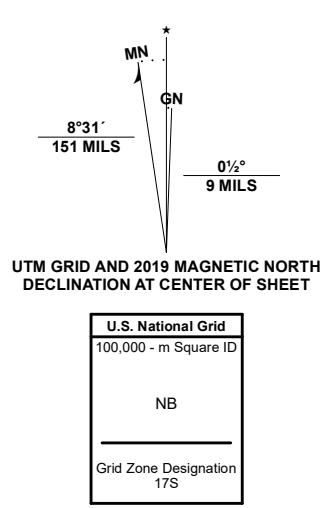 ★
MN
GN
8°31´
151 MILS
0½°
9 MILS
UTM GRID AND 2019 MAGNETIC NORTH
DECLINATION AT CENTER OF SHEET
U.S. National Grid
100,000 - m Square ID
NB
Grid Zone Designation
17S